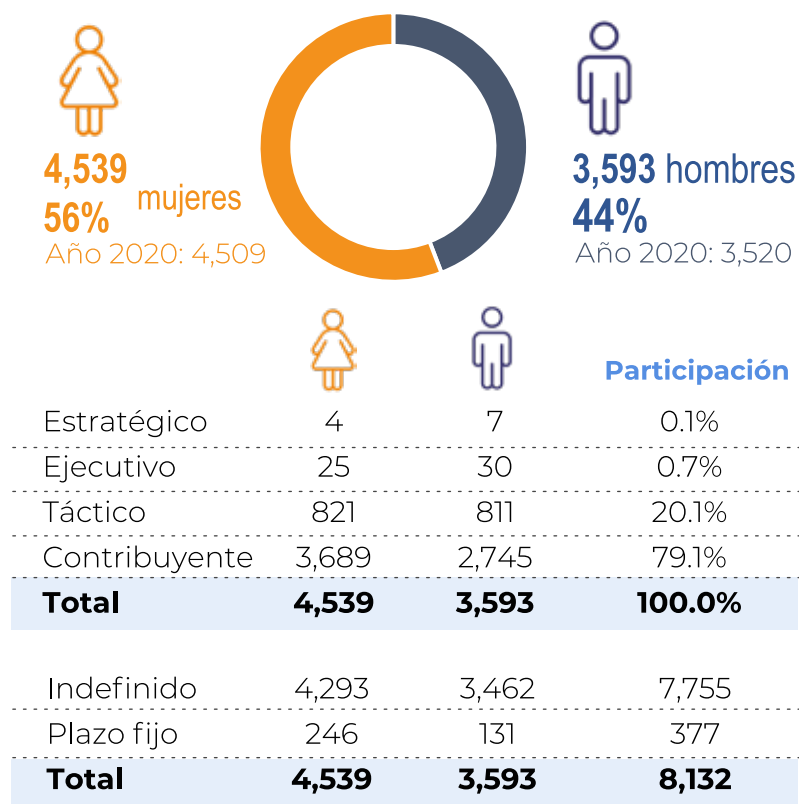 4,539 mujeres
56%
Año 2020: 4,509
3,593 hombres
44%
Año 2020: 3,520
Participación
Estratégico 4 7 0.1%
Ejecutivo 25 30 0.7%
Táctico 821 811 20.1%
Contribuyente 3,689 2,745 79.1%
Total 4,539 3,593 100.0%
Indefinido 4,293 3,462 7,755
Plazo fijo 246 131 377
Total 4,539 3,593 8,132